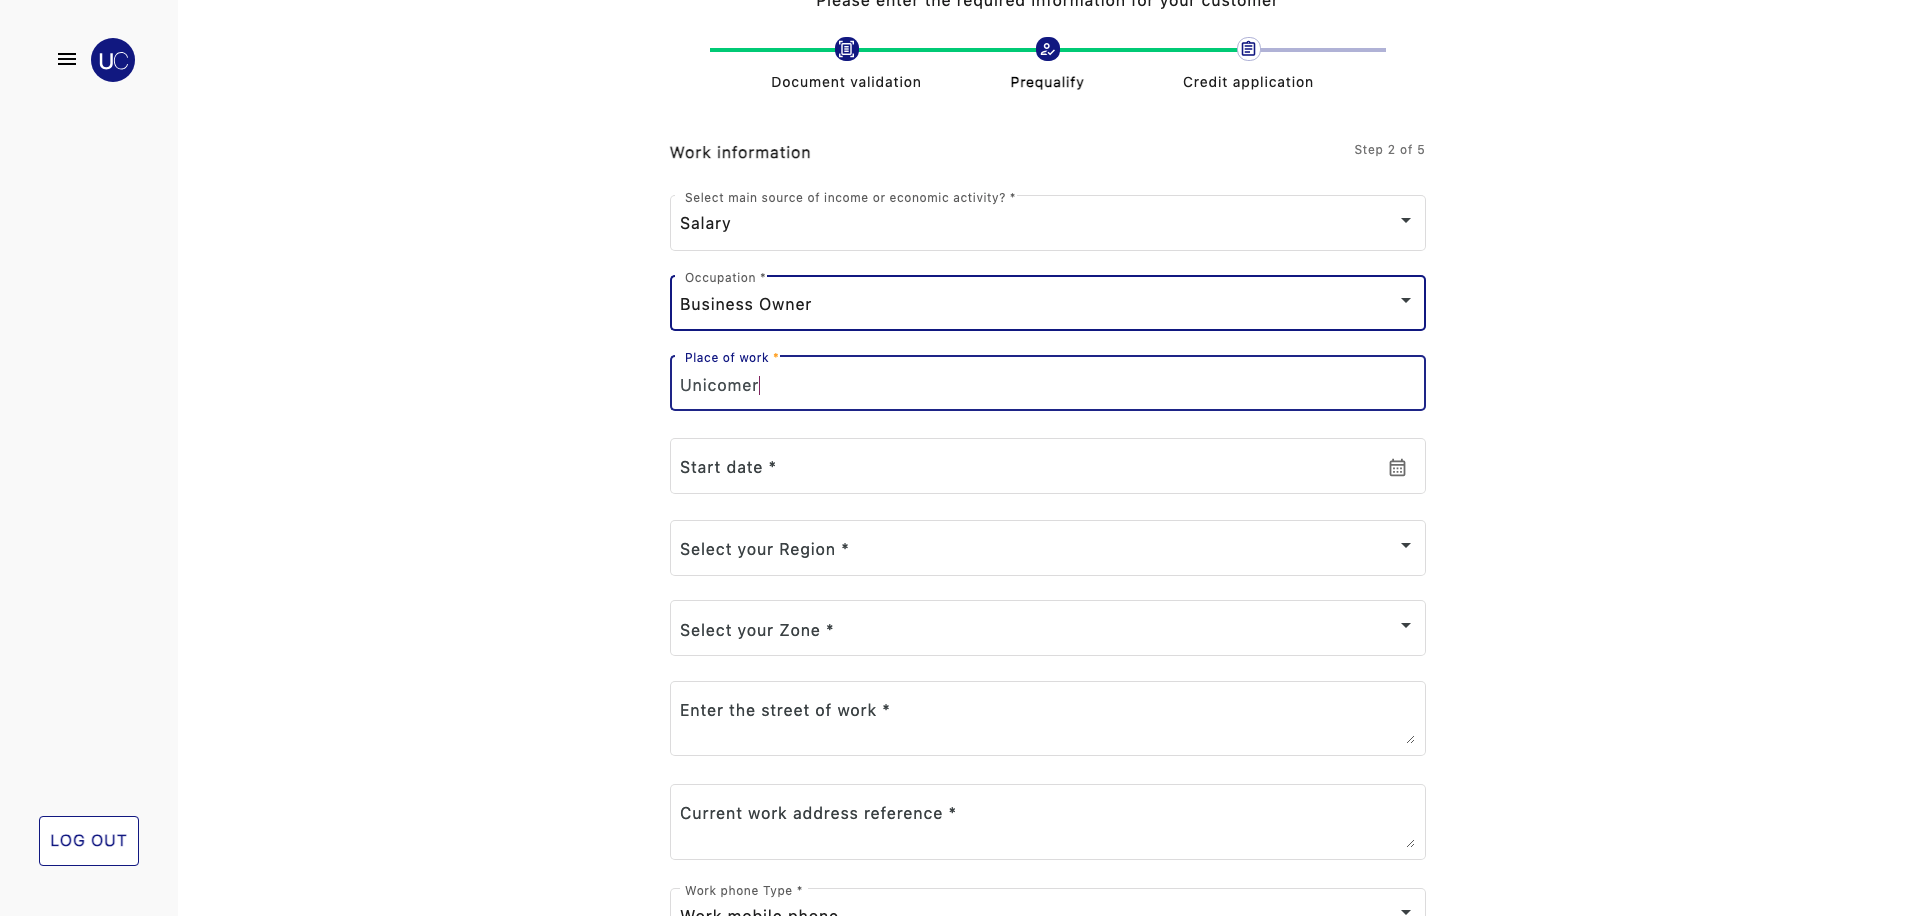 Please enter the required information for your customer
UC
Document validation
Prequalify
Credit application
Work information
Step 2 of 5
Select main source of income or economic activity? *
Salary
Occupation *
Business Owner
Place of work *
Unicomer
Start date *
Select your Region *
Select your Zone *
Enter the street of work *
Current work address reference *
LOG OUT
Work phone Type *
Work mobile phone